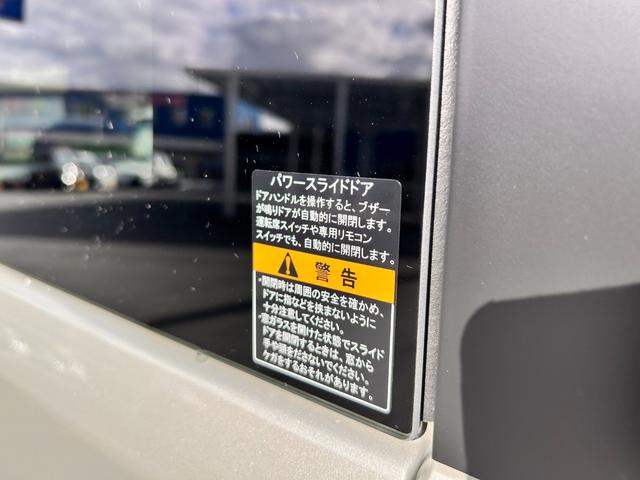 パワースライドドア
ドアハンドルを操作すると、ブザー
が鳴りドアが自動的に開閉します。
運転席スイッチや専用リモコン
スイッチでも、自動的に開閉します。
警告
・開閉時は周囲の安全を確かめ、
ドアに指などを挟まないように
十分注意してください。
・窓ガラスを開けた状態でスライド
ドアを開閉するときは、窓から
手や頭をださないでください。
ケガをするおそれがあります。